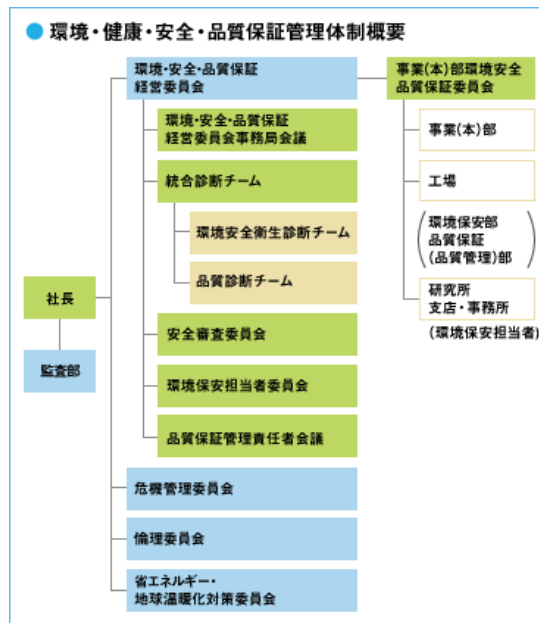 環境・健康・安全・品質保証管理体制概要
環境・安全・品質保証
経営委員会
事業(本)部環境安全
品質保証委員会
環境・安全・品質保証
経営委員会事務局会議
事業(本)部
統合診断チーム
工場
環境安全衛生診断チーム
(環境保安部
品質保証
(品質管理)部)
品質診断チーム
社長
研究所
支店・事務所
(環境保安担当者)
安全審査委員会
監査部
環境保安担当者委員会
品質保証管理責任者会議
危機管理委員会
倫理委員会
省エネルギー・
地球温暖化対策委員会